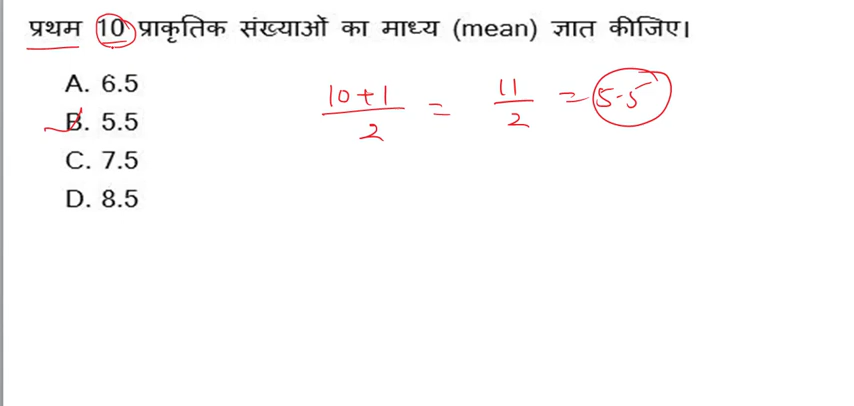 प्रथम 10 प्राकृतिक संख्याओं का माध्य (mean) ज्ञात कीजिए।
A. 6.5
B. 5.5
C. 7.5
D. 8.5
10+1/2 = 11/2 = 5.5